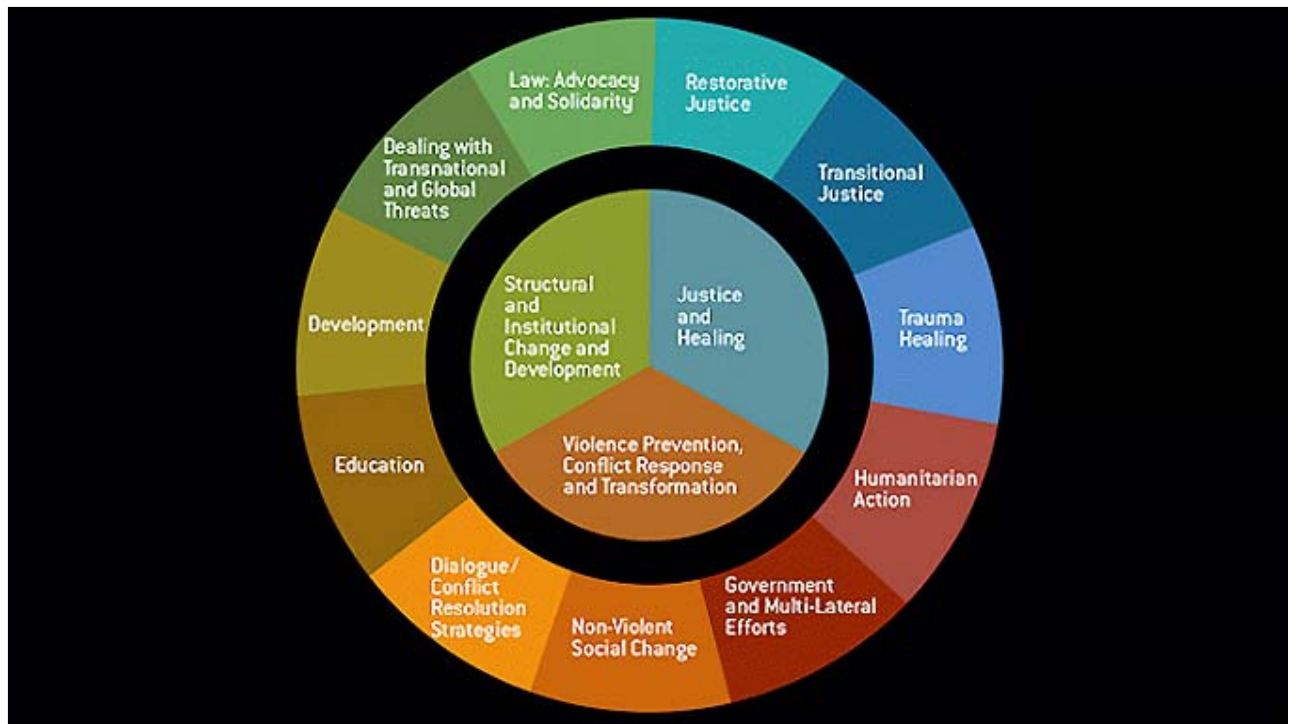 Law: Advocacy
and Solidarity
Restorative
Justice
Transitional
Justice
Trauma
Healing
Humanitarian
Action
Government
and Multi-Lateral
Efforts
Non-Violent
Social Change
Dialogue/
Conflict
Resolution
Strategies
Education
Development
Dealing with
Transnational
and Global
Threats
Structural
and
Institutional
Change and
Development
Justice
and
Healing
Violence Prevention,
Conflict Response
and Transformation